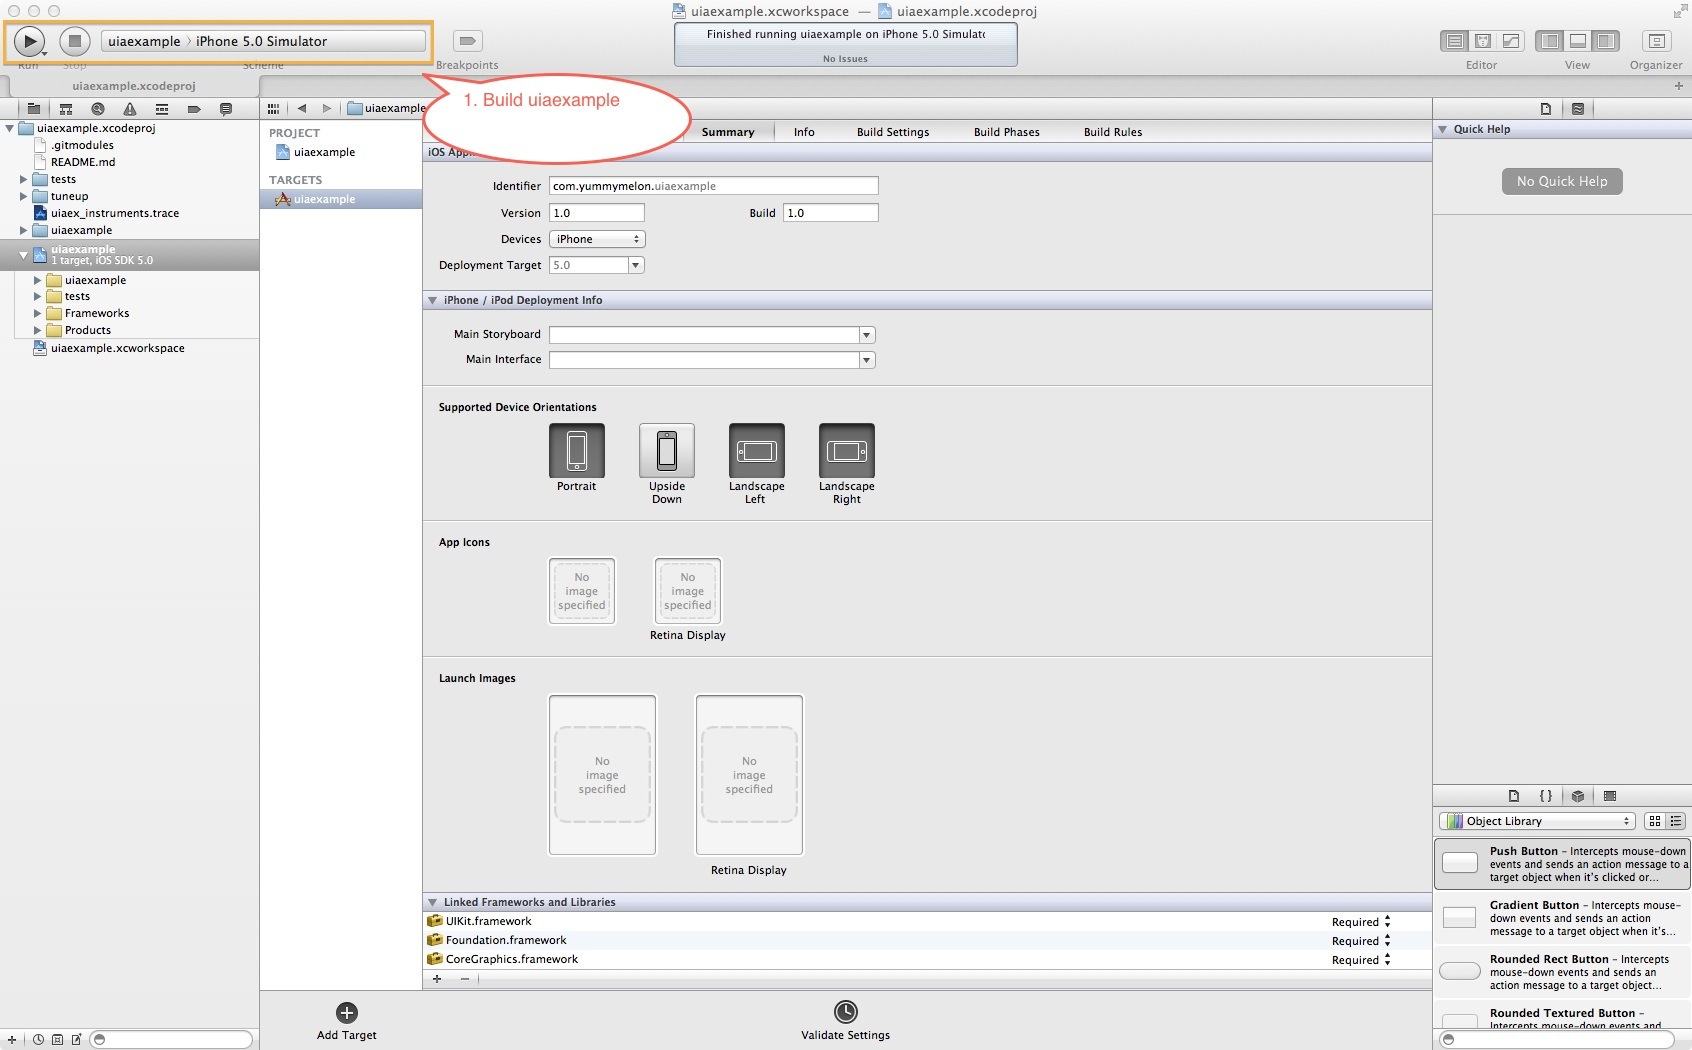 uiaexample.xcworkspace — uiaexample.xcodeproj
uiaexample › iPhone 5.0 Simulator
Finished running uiaexample on iPhone 5.0 Simulato
No Issues
Run
Stop
Scheme
Breakpoints
Editor
View
Organizer
uiaexample.xcodeproj
1. Build uiaexample
uiaexample.xcodeproj
.gitmodules
README.md
tests
tuneup
uiaex_instruments.trace
uiaexample
uiaexample
1 target, iOS SDK 5.0
uiaexample
tests
Frameworks
Products
uiaexample.xcworkspace
uiaexample
PROJECT
uiaexample
TARGETS
uiaexample
Summary
Info
Build Settings
Build Phases
Build Rules
iOS App
Identifier com.yummymelon.uiaexample
Version 1.0 Build 1.0
Devices iPhone
Deployment Target 5.0
iPhone / iPod Deployment Info
Main Storyboard
Main Interface
Supported Device Orientations
Portrait
Upside
Down
Landscape
Left
Landscape
Right
App Icons
No
image
specified
No
image
specified
Retina Display
Launch Images
No
image
specified
No
image
specified
Retina Display
Linked Frameworks and Libraries
UIKit.framework Required
Foundation.framework Required
CoreGraphics.framework Required
Add Target
Validate Settings
Quick Help
No Quick Help
{ }
Object Library
Push Button – Intercepts mouse-down
events and sends an action message to a
target object when it's clicked or...
Gradient Button – Intercepts mouse-
down events and sends an action
message to a target object when it's...
Rounded Rect Button – Intercepts
mouse-down events and sends an
action message to a target object...
Rounded Textured Button –
Intercepts mouse-down events and